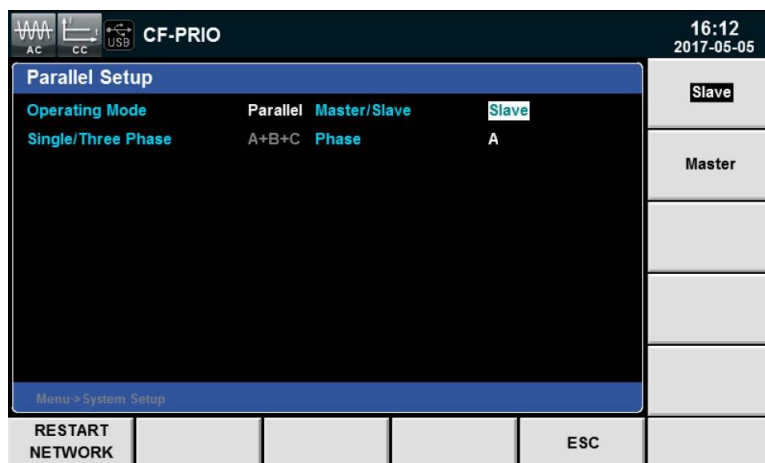 AC CC USB CF-PRIO 16:12
2017-05-05
Parallel Setup
Operating Mode Parallel Master/Slave Slave
Single/Three Phase A+B+C Phase A
Menu->System Setup
Slave
Master
RESTART NETWORK ESC